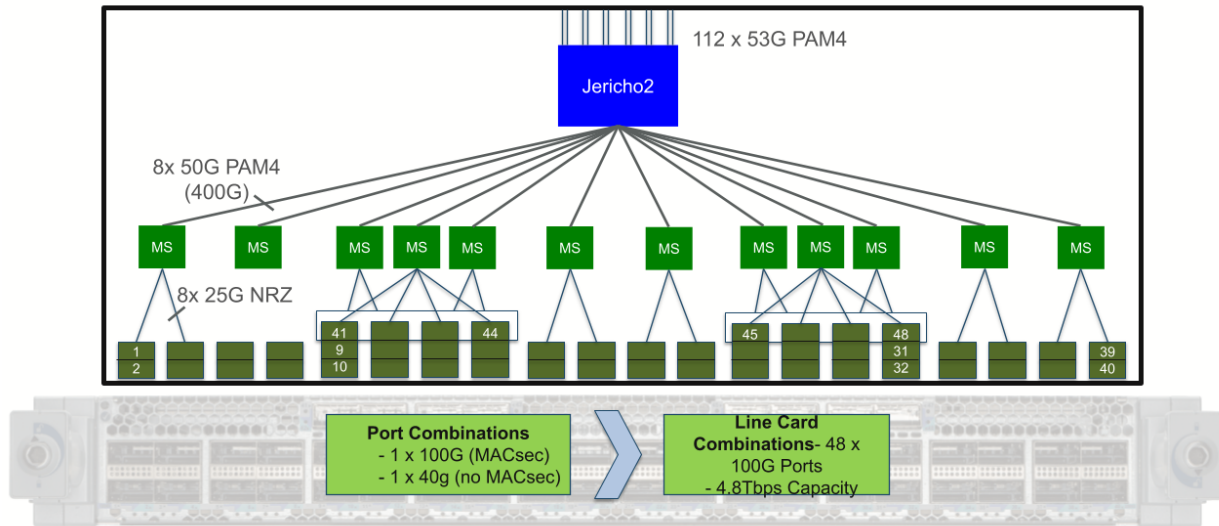 112 x 53G PAM4
Jericho2
8x 50G PAM4
(400G)
MS
MS
MS
MS
MS
MS
MS
MS
MS
MS
MS
MS
8x 25G NRZ
41
44
45
48
1
9
31
39
2
10
32
40
Port Combinations
- 1 x 100G (MACsec)
- 1 x 40g (no MACsec)
Line Card
Combinations- 48 x
100G Ports
- 4.8Tbps Capacity